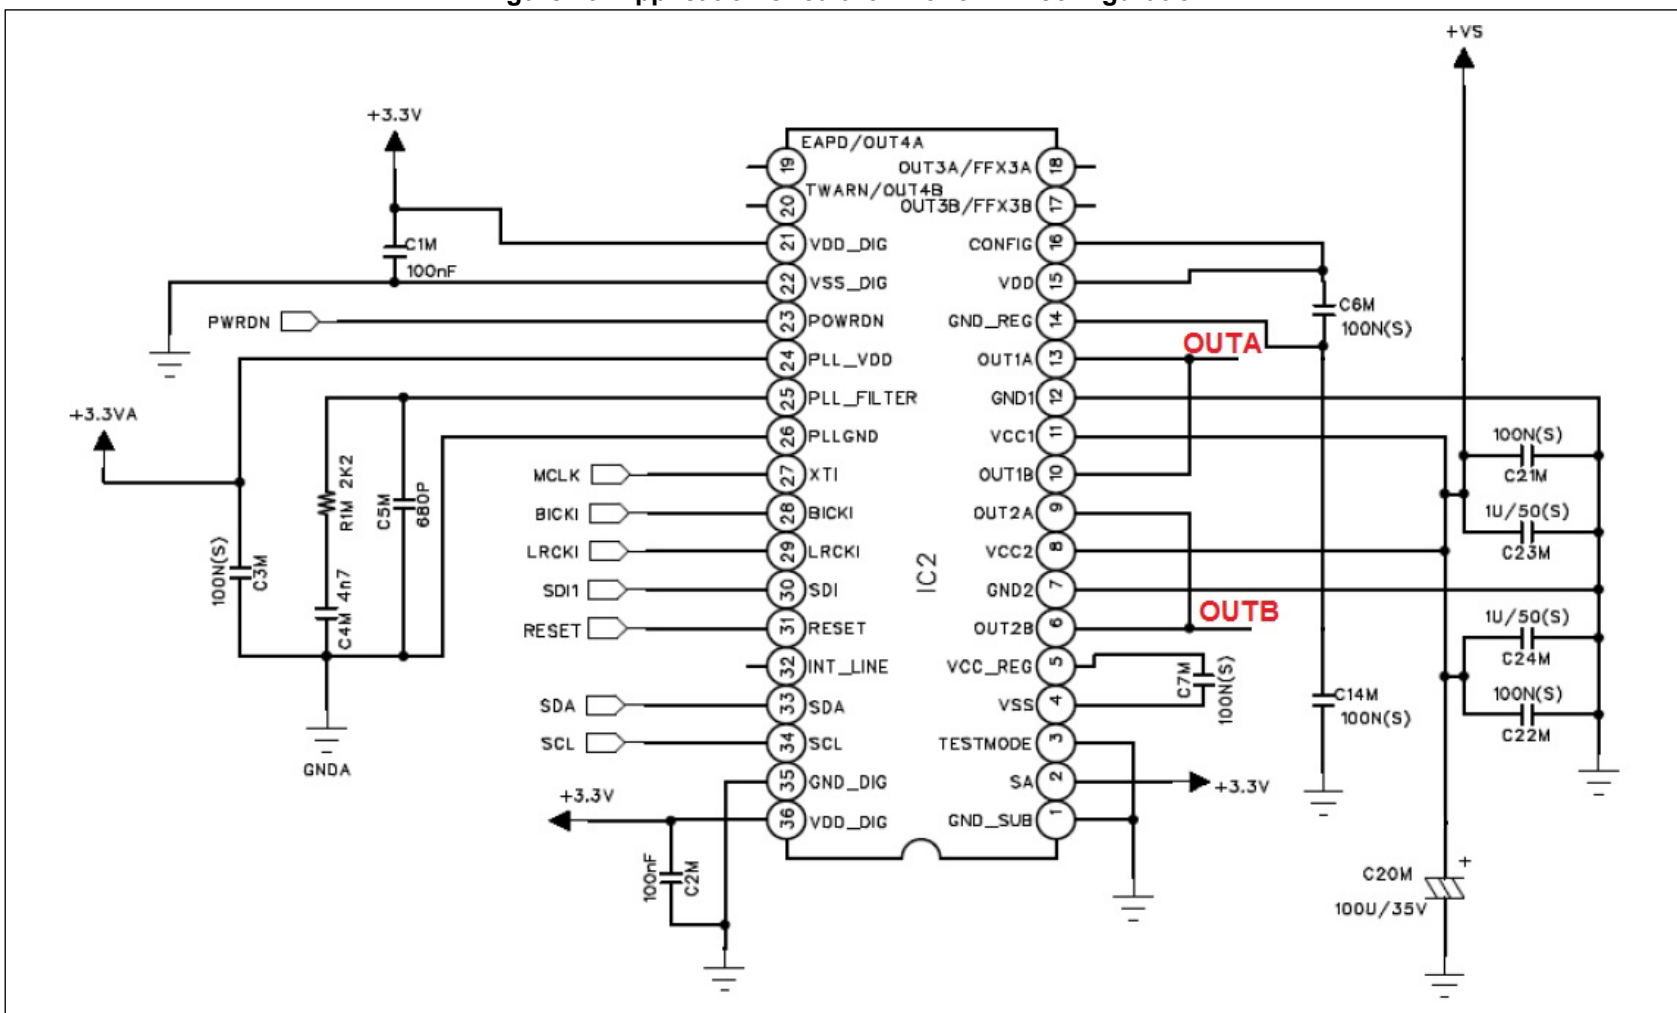 +VS
+3.3V
EAPD/OUT4A
19
OUT3A/FFX3A
18
TWARN/OUT4B
20
OUT3B/FFX3B
17
C1M
100nF
21
VDD_DIG
CONFIG
16
22
VSS_DIG
VDD
15
C6M
100N(S)
PWRDN
23
POWRDN
GND_REG
14
OUTA
24
PLL_VDD
OUT1A
13
+3.3VA
25
PLL_FILTER
GND1
12
26
PLLGND
VCC1
11
100N(S)
C21M
MCLK
27
XTI
OUT1B
10
R1M 2K2
C5M
680P
BICKI
28
BICKI
OUT2A
9
1U/50(S)
C23M
LRCKI
29
LRCKI
VCC2
8
IC2
100N(S)
C3M
C4M 4n7
SDI1
30
SDI
GND2
7
OUTB
RESET
31
RESET
OUT2B
6
1U/50(S)
C24M
32
INT_LINE
VCC_REG
5
C7M
100N(S)
SDA
33
SDA
VSS
4
C14M
100N(S)
100N(S)
C22M
SCL
34
SCL
TESTMODE
3
GNDA
35
GND_DIG
SA
2
+3.3V
+3.3V
36
VDD_DIG
GND_SUB
1
100nF
C2M
C20M
+
100U/35V